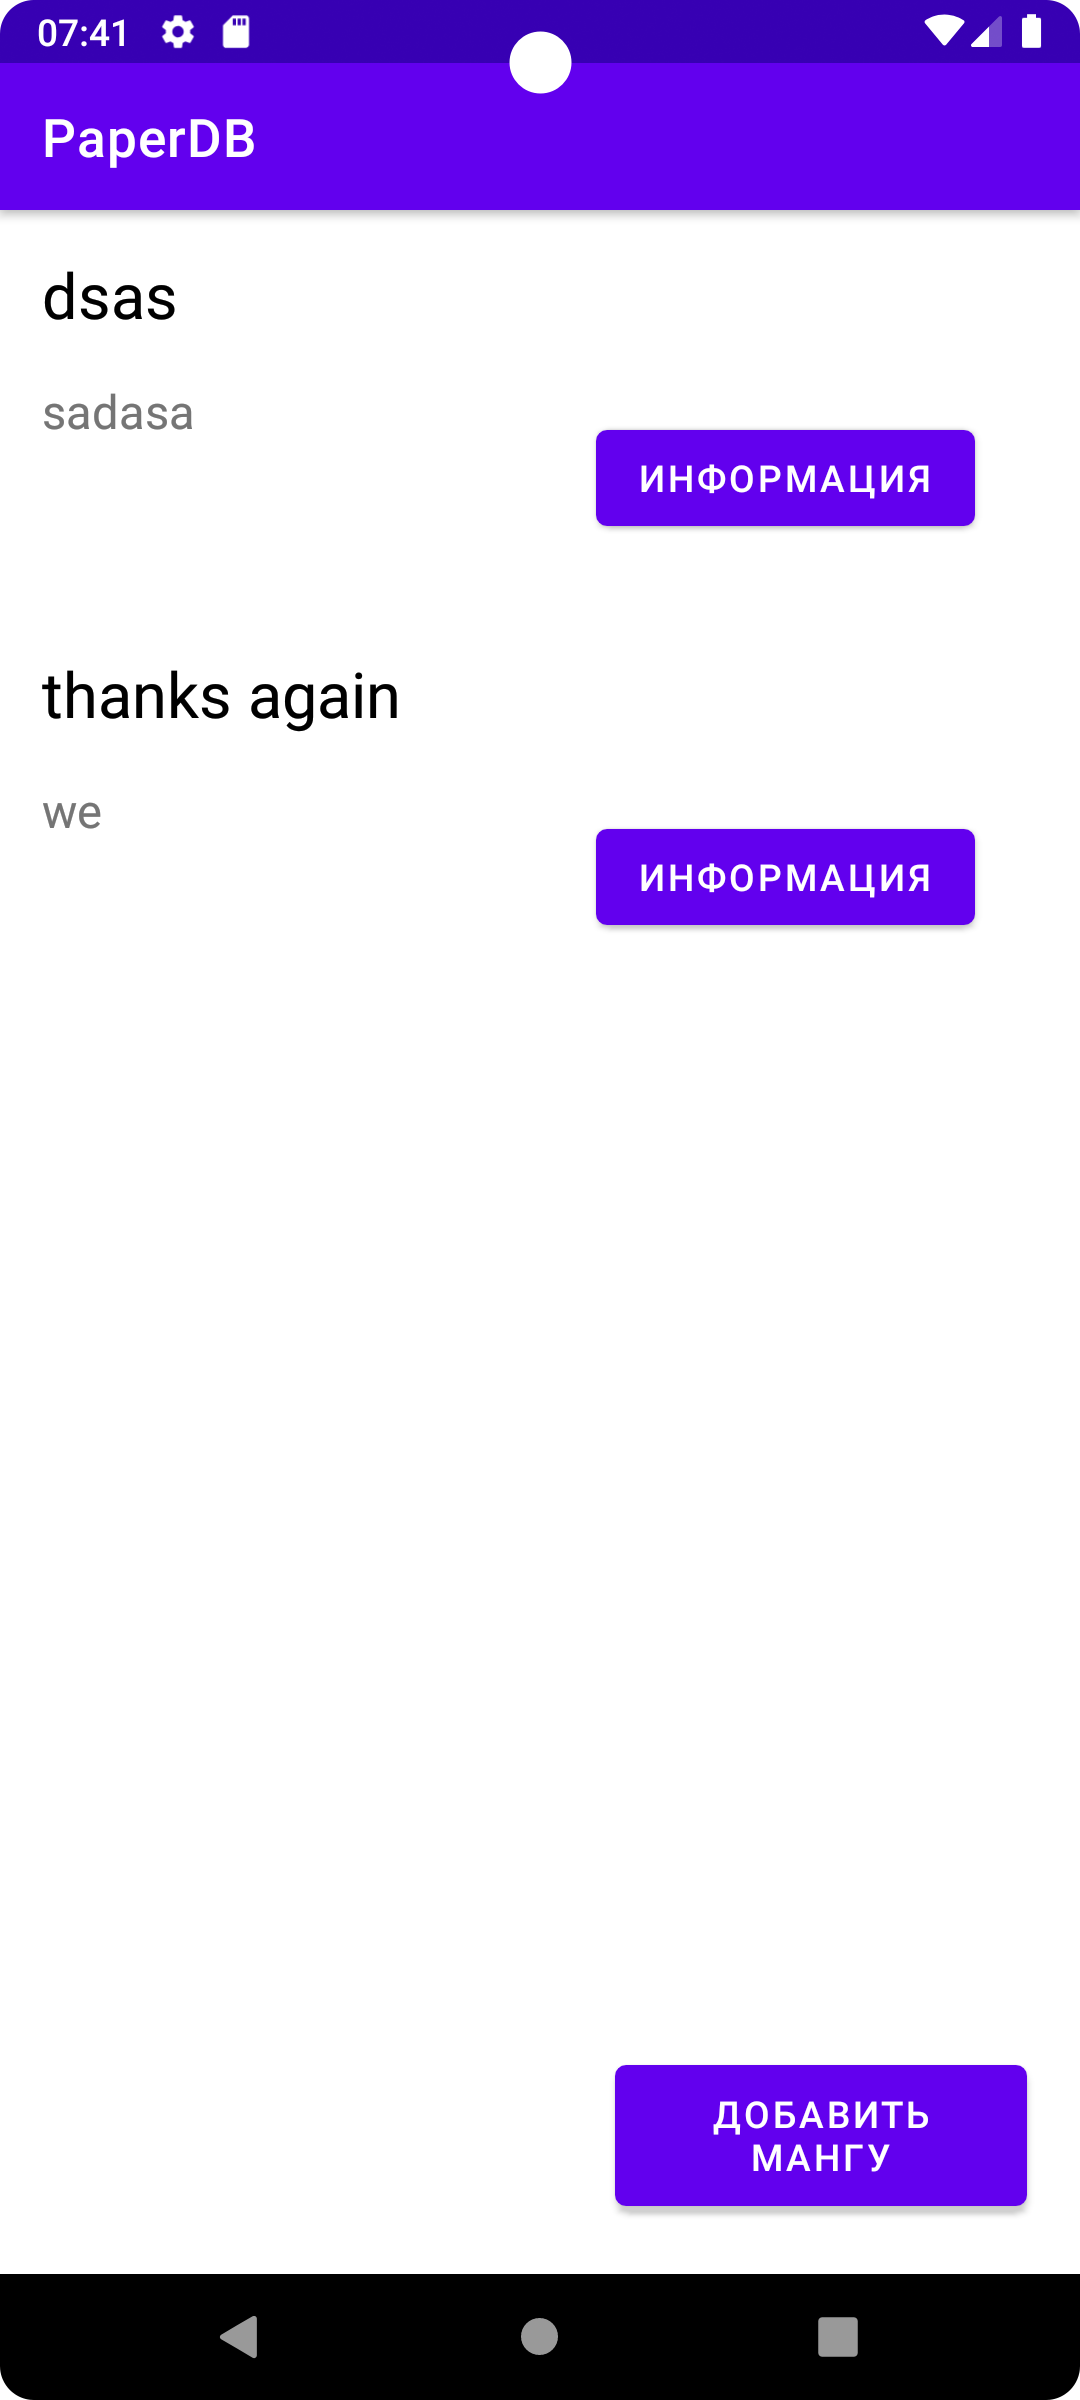 07:41
PaperDB
dsas
sadasa
ИНФОРМАЦИЯ
thanks again
we
ИНФОРМАЦИЯ
ДОБАВИТЬ
МАНГУ